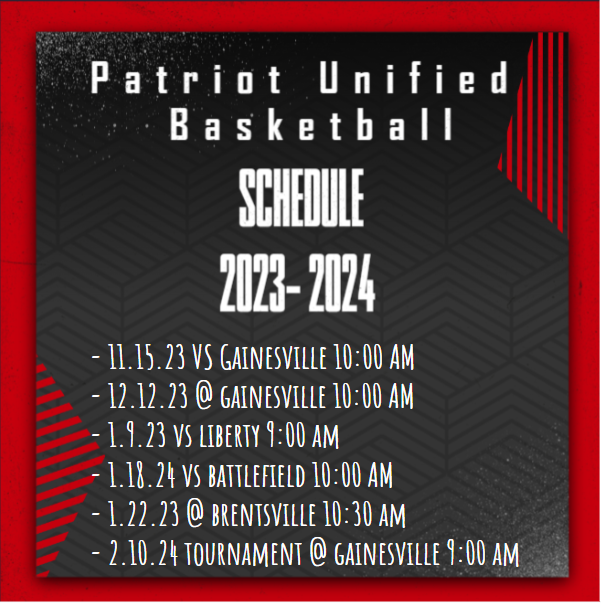 Patriot Unified
Basketball
SCHEDULE
2023- 2024
- 11.15.23 VS GAINESVILLE 10:00 AM
- 12.12.23 @ GAINESVILLE 10:00 AM
- 1.9.23 VS LIBERTY 9:00 AM
- 1.18.24 VS BATTLEFIELD 10:00 AM
- 1.22.23 @ BRENTSVILLE 10:30 AM
- 2.10.24 TOURNAMENT @ GAINESVILLE 9:00 AM